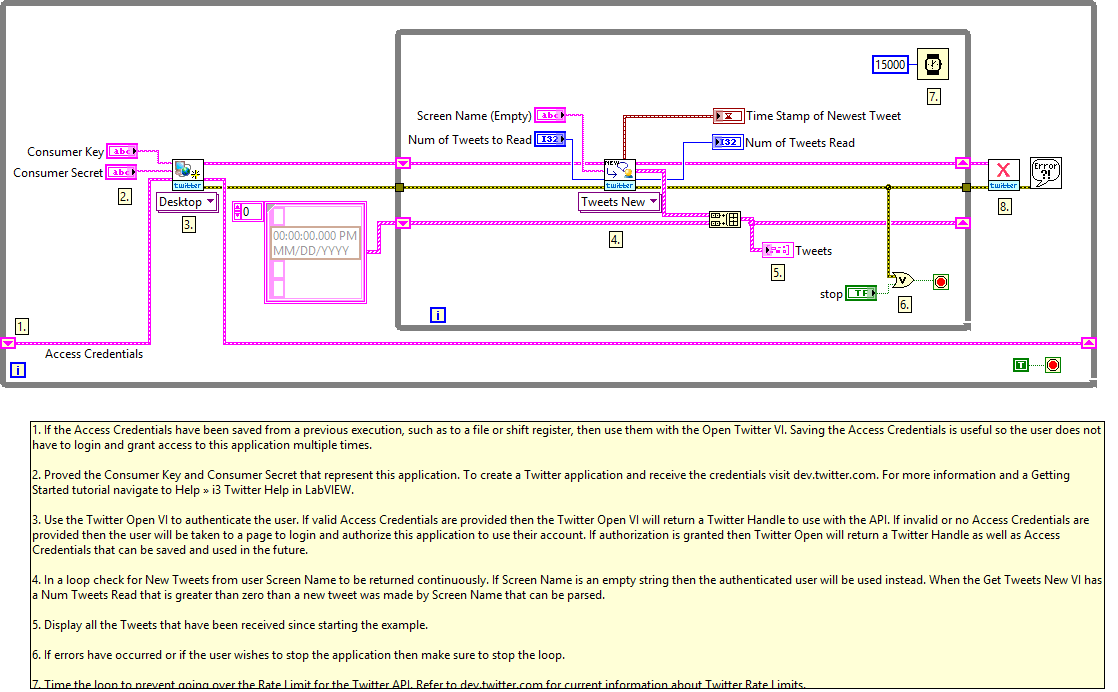 15000
7.
Screen Name (Empty)
abc
Time Stamp of Newest Tweet
Num of Tweets to Read
I32
I32
Num of Tweets Read
Consumer Key
abc
Consumer Secret
abc
2.
twitter
Desktop
3.
NEW
twitter
Tweets New
4.
X
twitter
8.
Error
?!
0
00:00:00.000 PM
MM/DD/YYYY
Tweets
5.
stop
TF
V
6.
i
1.
Access Credentials
i
T
1. If the Access Credentials have been saved from a previous execution, such as to a file or shift register, then use them with the Open Twitter VI. Saving the Access Credentials is useful so the user does not
have to login and grant access to this application multiple times.
2. Proved the Consumer Key and Consumer Secret that represent this application. To create a Twitter application and receive the credentials visit dev.twitter.com. For more information and a Getting
Started tutorial navigate to Help » i3 Twitter Help in LabVIEW.
3. Use the Twitter Open VI to authenticate the user. If valid Access Credentials are provided then the Twitter Open VI will return a Twitter Handle to use with the API. If invalid or no Access Credentials are
provided then the user will be taken to a page to login and authorize this application to use their account. If authorization is granted then Twitter Open will return a Twitter Handle as well as Access
Credentials that can be saved and used in the future.
4. In a loop check for New Tweets from user Screen Name to be returned continuously. If Screen Name is an empty string then the authenticated user will be used instead. When the Get Tweets New VI has
a Num Tweets Read that is greater than zero than a new tweet was made by Screen Name that can be parsed.
5. Display all the Tweets that have been received since starting the example.
6. If errors have occurred or if the user wishes to stop the application then make sure to stop the loop.
7. Time the loop to prevent going over the Rate Limit for the Twitter API. Refer to dev.twitter.com for current information about Twitter Rate Limits.